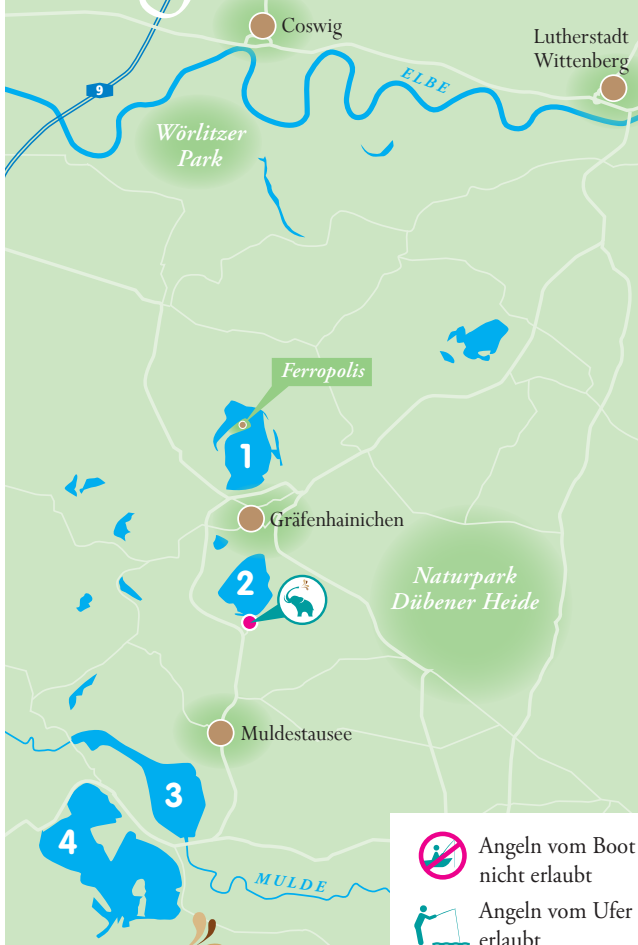 Coswig
Lutherstadt
Wittenberg
ELBE
9
Wörlitzer
Park
Ferropolis
1
Gräfenhainichen
2
Naturpark
Dübener Heide
Muldestausee
3
4
MULDE
Angeln vom Boot
nicht erlaubt
Angeln vom Ufer
erlaubt